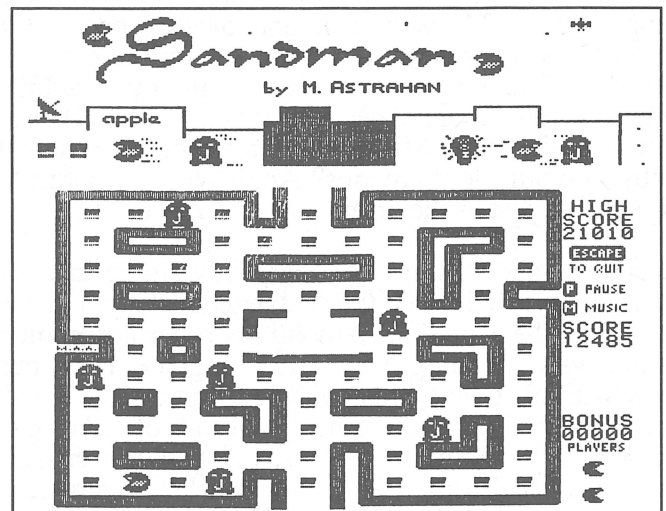 Sandman
by M. ASTRAHAN
apple
HIGH
SCORE
21010
ESCAPE
TO QUIT
P PAUSE
M MUSIC
SCORE
12485
M.A.A.
BONUS
00000
PLAYERS